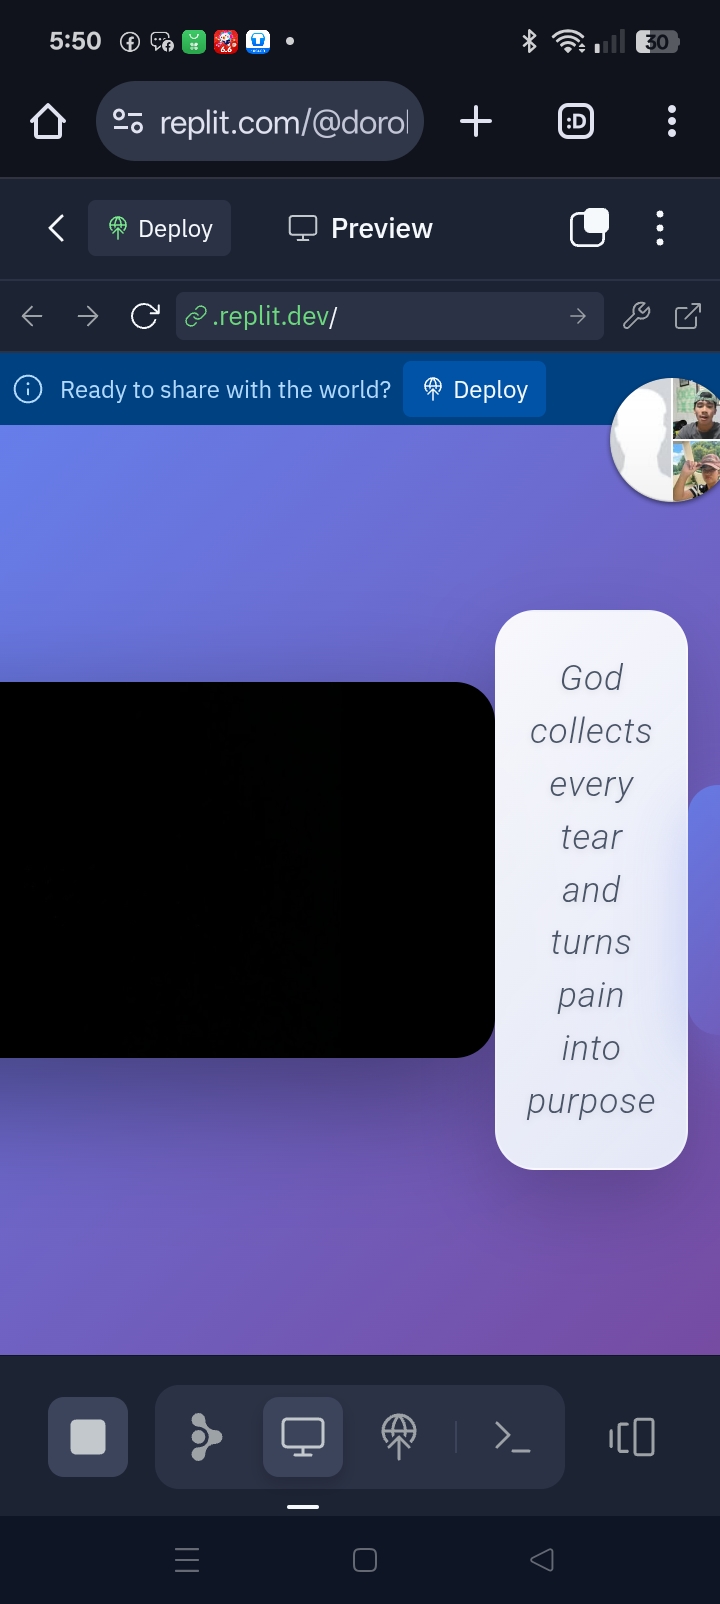 5:50
30
replit.com/@dorol
:D
Deploy
Preview
.replit.dev/
Ready to share with the world?
Deploy
God
collects
every
tear
and
turns
pain
into
purpose